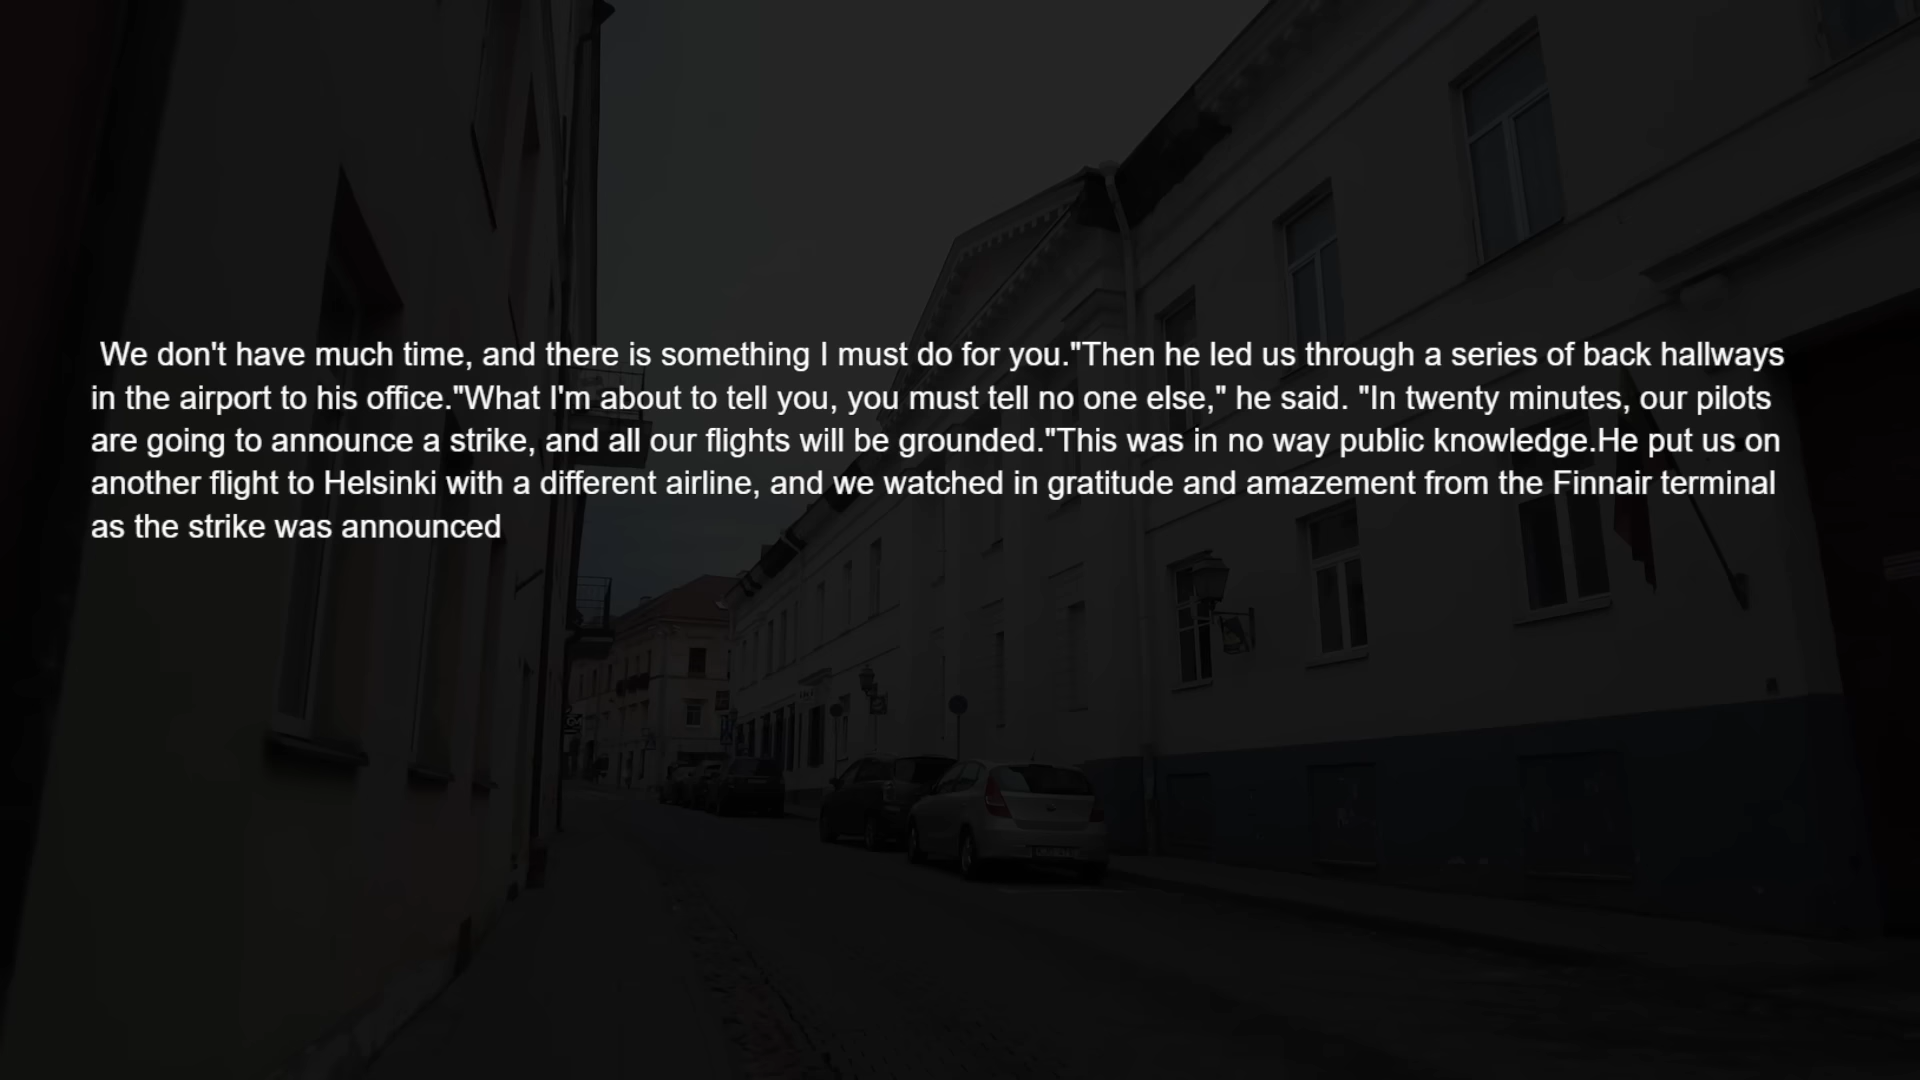 We don't have much time, and there is something I must do for you."Then he led us through a series of back hallways
in the airport to his office."What I'm about to tell you, you must tell no one else," he said. "In twenty minutes, our pilots
are going to announce a strike, and all our flights will be grounded."This was in no way public knowledge.He put us on
another flight to Helsinki with a different airline, and we watched in gratitude and amazement from the Finnair terminal
as the strike was announced